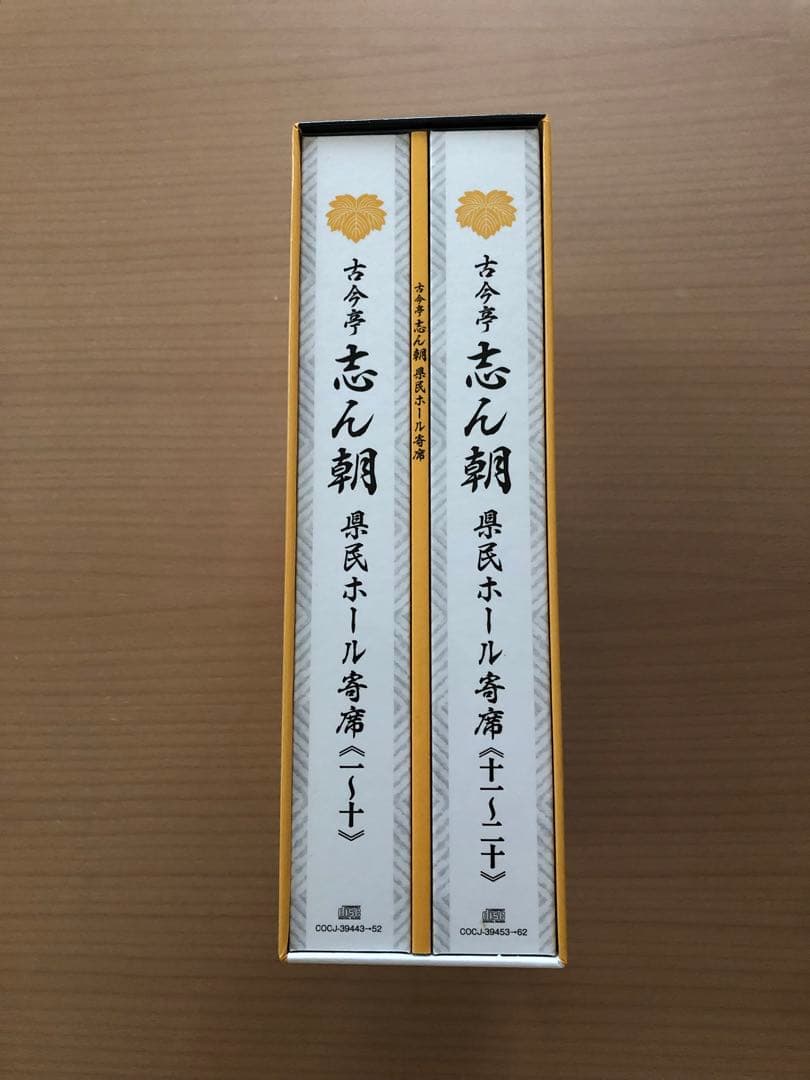 古今亭 志ん朝 県民ホール寄席《一〜十》
COCJ-39443→52
古今亭 志ん朝 県民ホール寄席
古今亭 志ん朝 県民ホール寄席《十一〜二十》
COCJ-39453→62